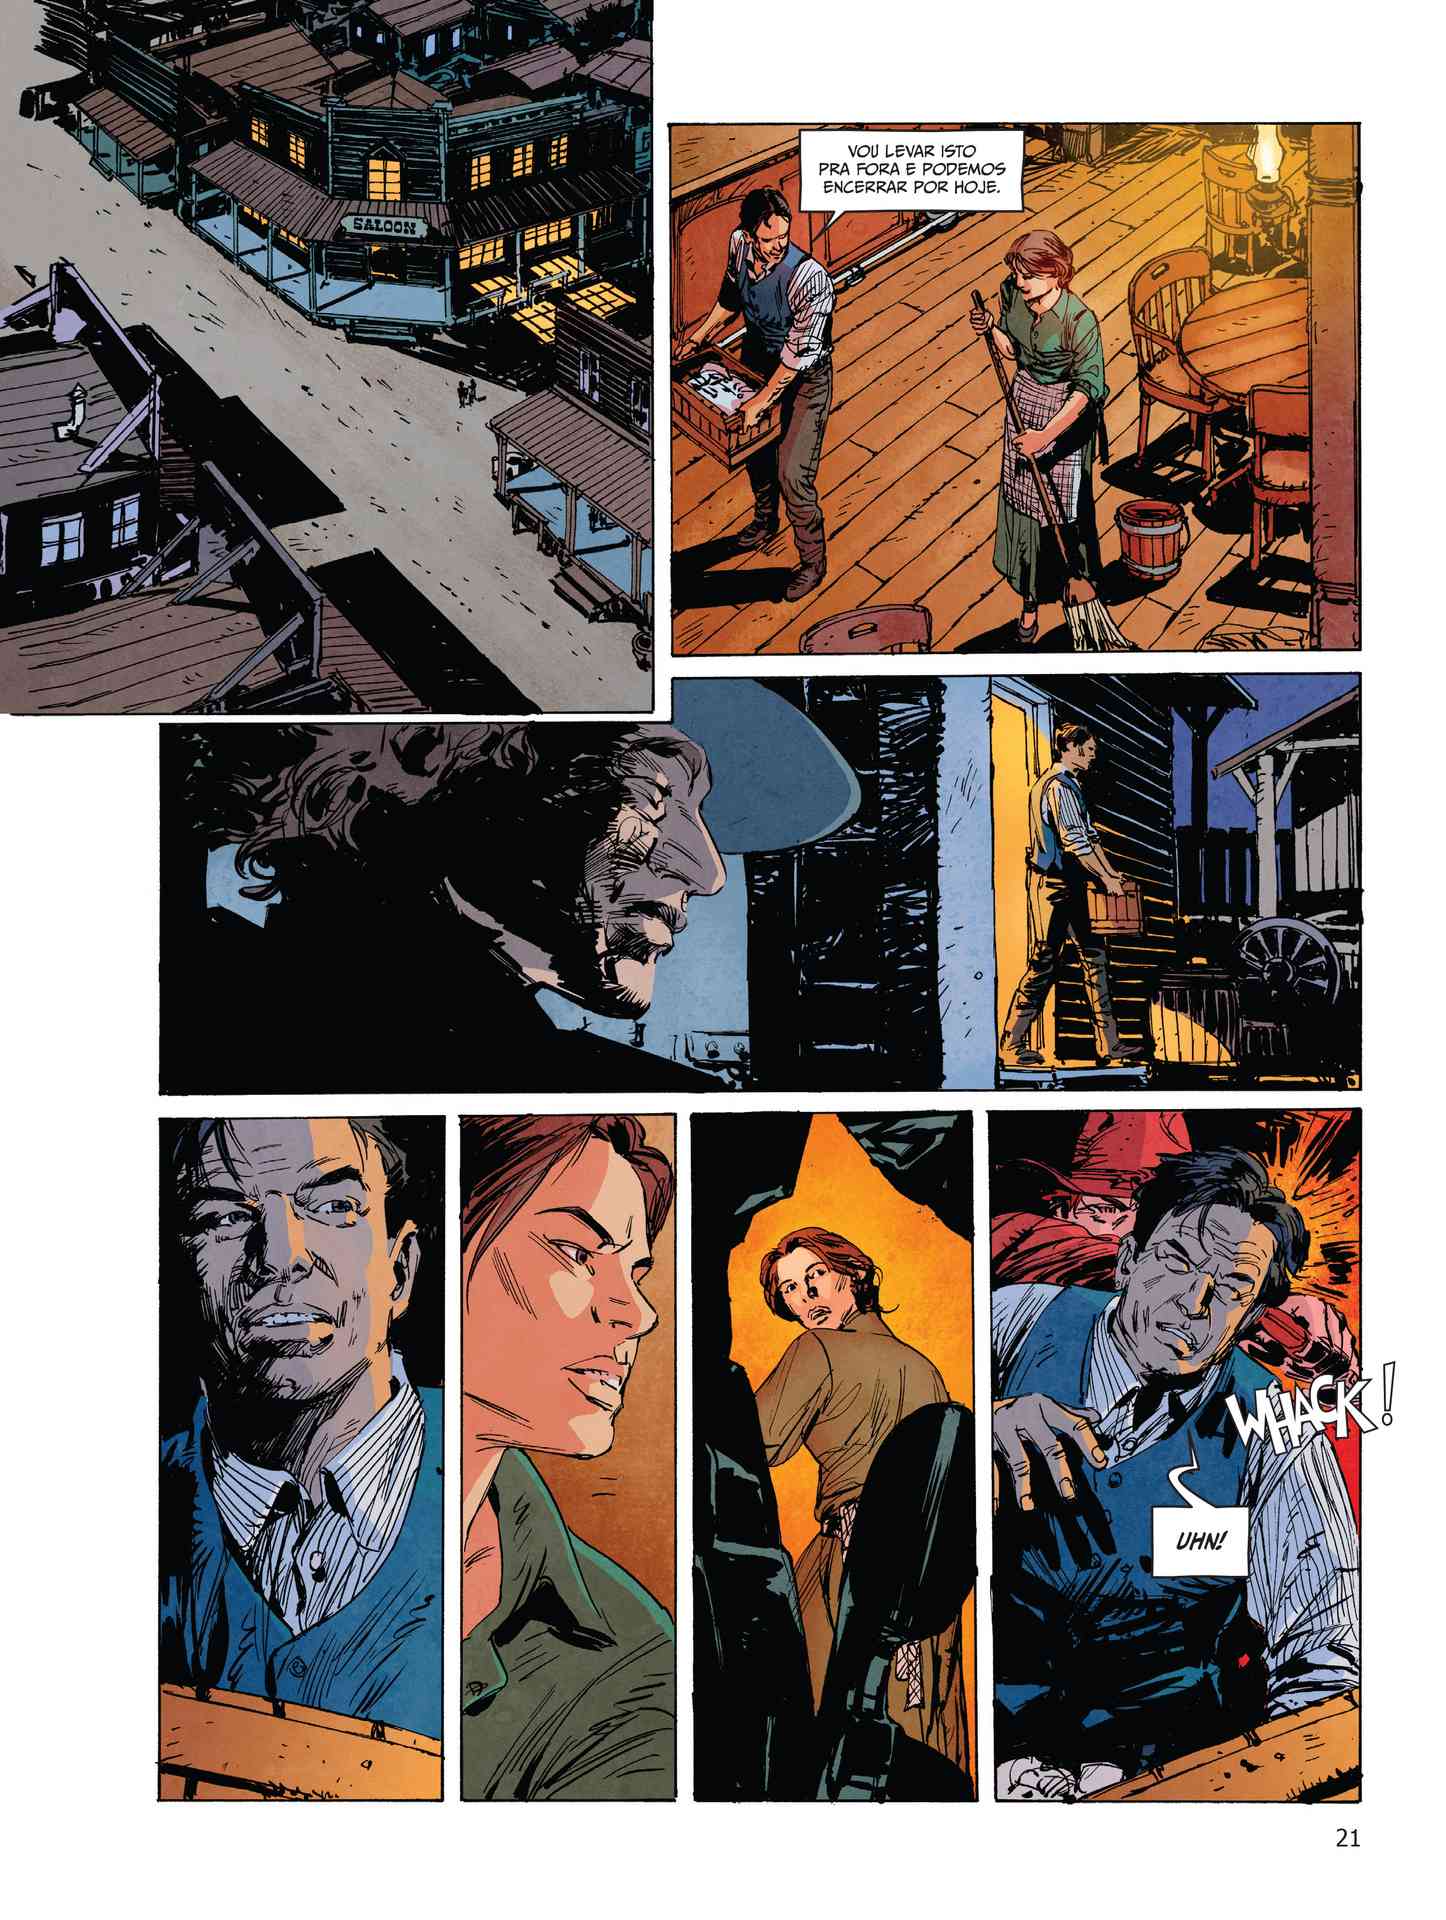 SALOON
VOU LEVAR ISTO
PRA FORA E PODEMOS
ENCERRAR POR HOJE.
WHACK!
UHN!
21